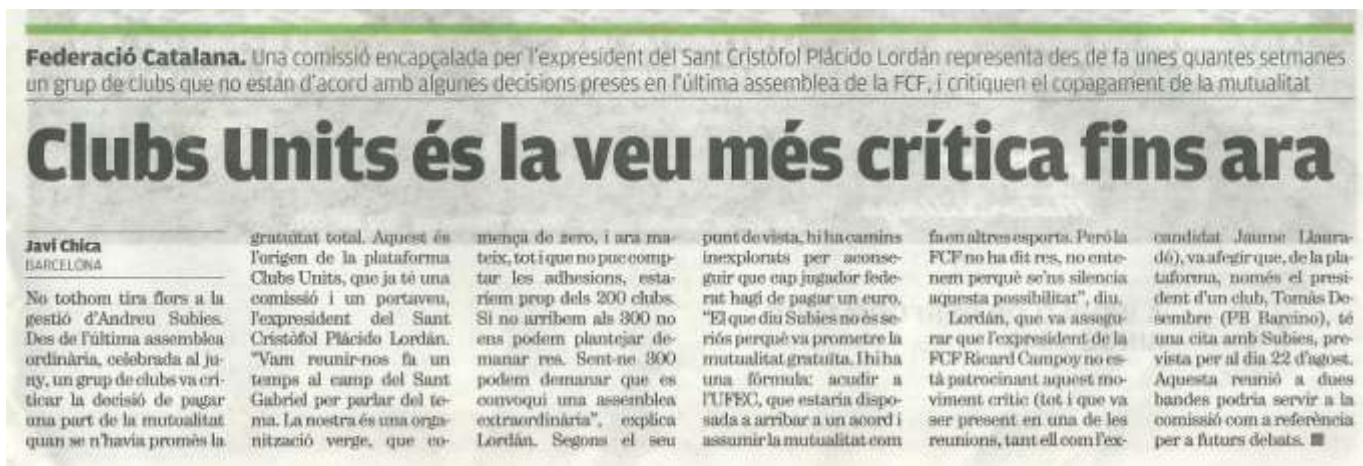 Federació Catalana. Una comissió encapçalada per l'expresident del Sant Cristòfol Plácido Lordán representa des de fa unes quantes setmanes
un grup de clubs que no están d'acord amb algunes decisions preses en l'última assemblea de la FCF, i critiquen el copagament de la mutualitat
Clubs Units és la veu més crítica fins ara
Javi Chica
BARCELONA
No tothom tira flors a la
gestió d'Andreu Subies.
Des de l'última assemblea
ordinària, celebrada al ju-
ny, un grup de clubs va cri-
ticar la decisió de pagar
una part de la mutualitat
quan se n'havia promès la
gratuïtat total. Aquest és
l'origen de la plataforma
Clubs Units, que ja té una
comissió i un portaveu,
l'expresident del Sant
Cristòfol Plácido Lordán.
"Vam reunir-nos fa un
temps al camp del Sant
Gabriel per parlar del te-
ma. La nostra és una orga-
nització verge, que co-
mença de zero, i ara ma-
teix, tot i que no puc comp-
tar les adhesions, esta-
ríem prop dels 200 clubs.
Si no arribem als 300 no
ens podem plantejar de-
manar res. Sent-ne 300
podem demanar que es
convoqui una assemblea
extraordinària", explica
Lordán. Segons el seu
punt de vista, hi ha camins
inexplorats per aconse-
guir que cap jugador fede-
rat hagi de pagar un euro.
"El que diu Subies no és se-
riós perquè va prometre la
mutualitat gratuïta. I hi ha
una fórmula: acudir a
l'UFEC, que estaria dispo-
sada a arribar a un acord i
assumir la mutualitat com
fa en altres esports. Però la
FCF no ha dit res, no ente-
nem perquè se'ns silencia
aquesta possibilitat", diu.
Lordán, que va assegu-
rar que l'expresident de la
FCF Ricard Campoy no es-
tà patrocinant aquest mo-
viment crític (tot i que va
ser present en una de les
reunions, tant ell com l'ex-
candidat Jaume Llaura-
dó), va afegir que, de la pla-
taforma, només el presi-
dent d'un club, Tomàs De-
sembre (PB Barcino), té
una cita amb Subies, pre-
vista per al dia 22 d'agost.
Aquesta reunió a dues
bandes podria servir a la
comissió com a referència
per a futurs debats. ■